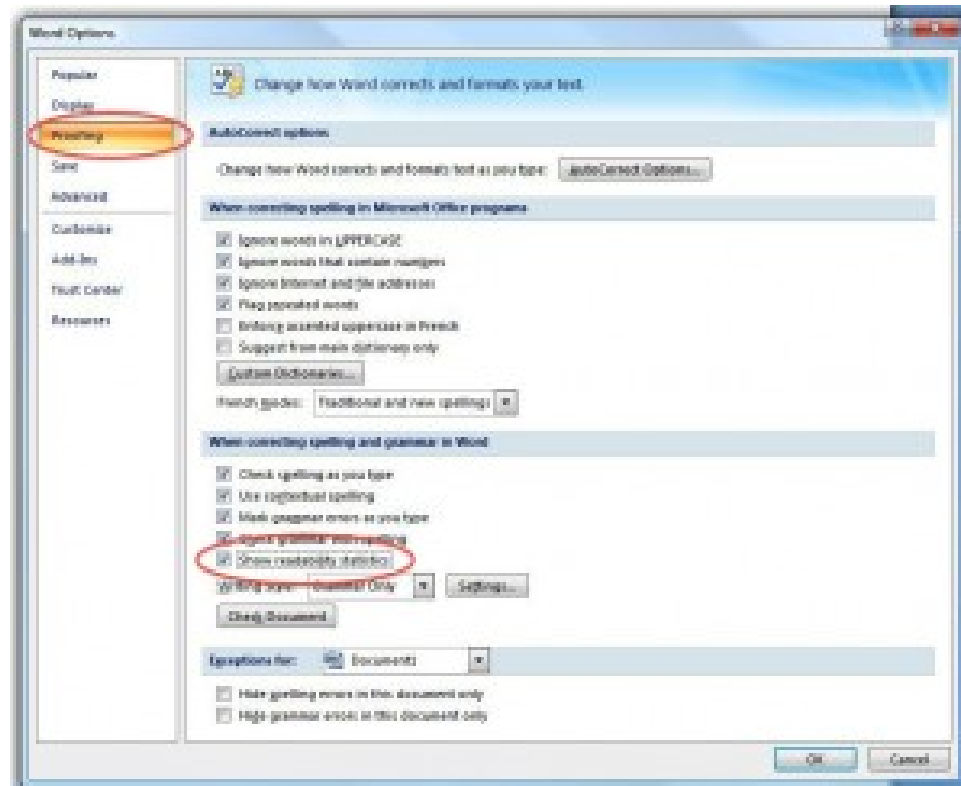 Word Options
Popular
Display
Proofing
Save
Advanced
Customize
Add-Ins
Trust Center
Resources
Change how Word corrects and formats your text.
AutoCorrect options
Change how Word corrects and formats text as you type: AutoCorrect Options...
When correcting spelling in Microsoft Office programs
Ignore words in UPPERCASE
Ignore words that contain numbers
Ignore Internet and file addresses
Flag repeated words
Enforce accented uppercase in French
Suggest from main dictionary only
Custom Dictionaries...
French modes: Traditional and new spellings
When correcting spelling and grammar in Word
Check spelling as you type
Use contextual spelling
Mark grammar errors as you type
Check grammar with spelling
Show readability statistics
Writing Style: Grammar Only Settings...
Check Document
Exceptions for: Documents
Hide spelling errors in this document only
Hide grammar errors in this document only
OK Cancel